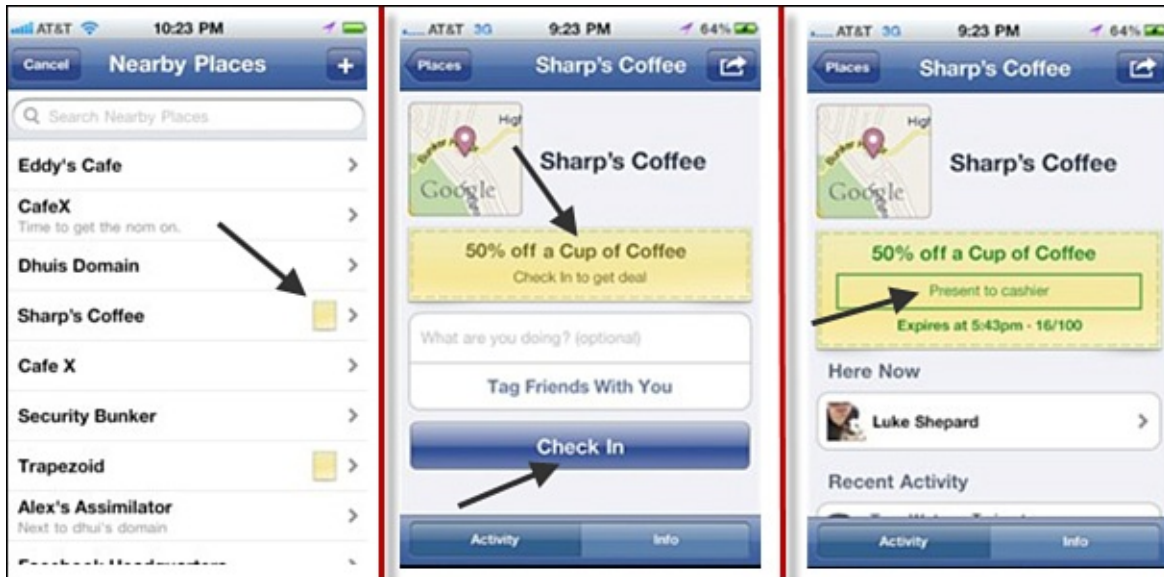 AT&T 10:23 PM
Cancel Nearby Places +
Search Nearby Places
Eddy's Cafe
CafeX
Time to get the nom on.
Dhuis Domain
Sharp's Coffee
Cafe X
Security Bunker
Trapezoid
Alex's Assimilator
Next to dhui's domain
Facebook Headquarters
AT&T 3G 9:23 PM 64%
Places Sharp's Coffee
Sharp's Coffee
Google
50% off a Cup of Coffee
Check In to get deal
What are you doing? (optional)
Tag Friends With You
Check In
Activity Info
AT&T 3G 9:23 PM 64%
Places Sharp's Coffee
Sharp's Coffee
Google
50% off a Cup of Coffee
Present to cashier
Expires at 5:43pm - 16/100
Here Now
Luke Shepard
Recent Activity
Activity Info